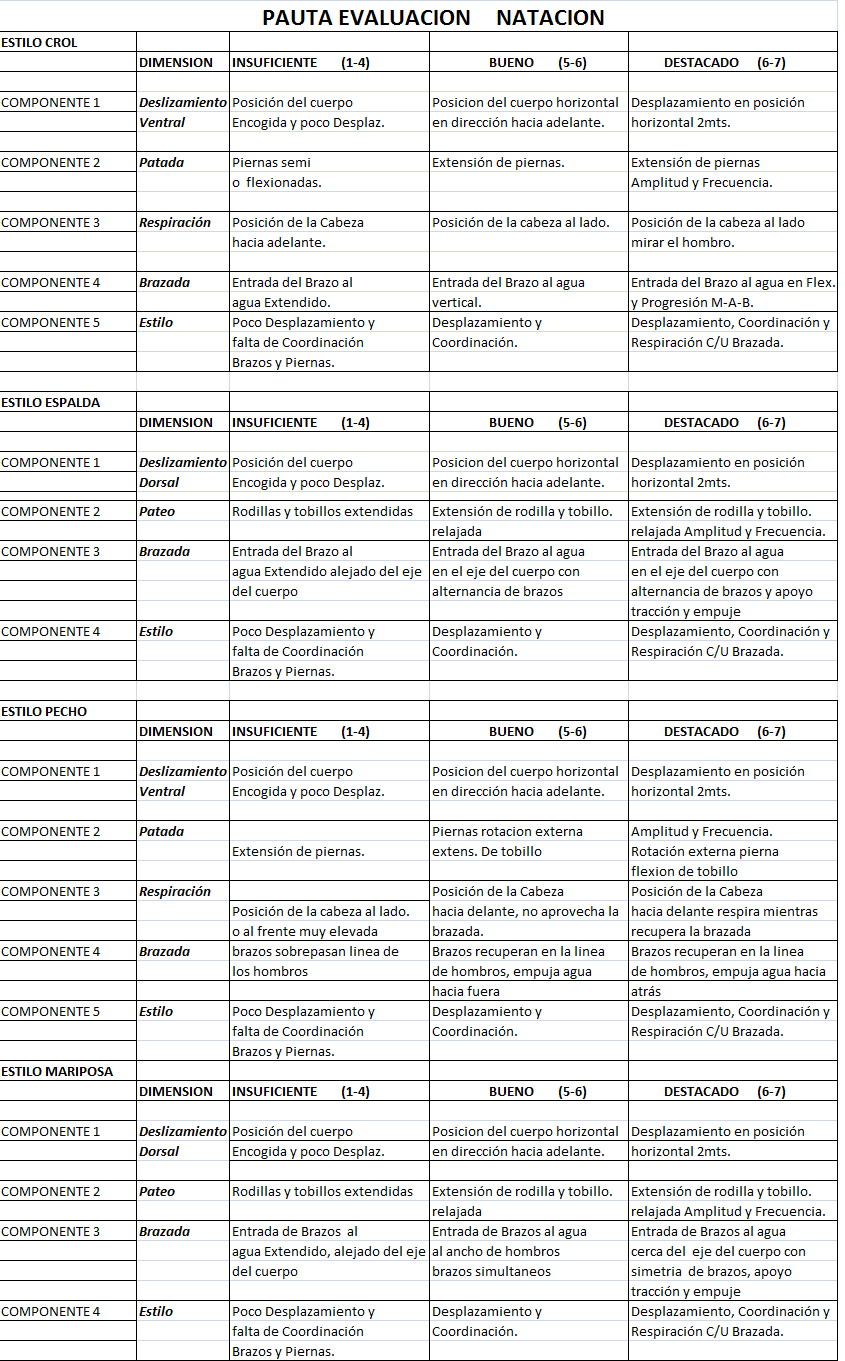 PAUTA EVALUACION NATACION
ESTILO CROL
DIMENSION INSUFICIENTE (1-4) BUENO (5-6) DESTACADO (6-7)
COMPONENTE 1 Deslizamiento Posición del cuerpo Posicion del cuerpo horizontal Desplazamiento en posición
Ventral Encogida y poco Desplaz. en dirección hacia adelante. horizontal 2mts.
COMPONENTE 2 Patada Piernas semi Extensión de piernas. Extensión de piernas
o flexionadas. Amplitud y Frecuencia.
COMPONENTE 3 Respiración Posición de la Cabeza Posición de la cabeza al lado. Posición de la cabeza al lado
hacia adelante. mirar el hombro.
COMPONENTE 4 Brazada Entrada del Brazo al Entrada del Brazo al agua Entrada del Brazo al agua en Flex.
agua Extendido. vertical. y Progresión M-A-B.
COMPONENTE 5 Estilo Poco Desplazamiento y Desplazamiento y Desplazamiento, Coordinación y
falta de Coordinación Coordinación. Respiración C/U Brazada.
Brazos y Piernas.
ESTILO ESPALDA
DIMENSION INSUFICIENTE (1-4) BUENO (5-6) DESTACADO (6-7)
COMPONENTE 1 Deslizamiento Posición del cuerpo Posicion del cuerpo horizontal Desplazamiento en posición
Dorsal Encogida y poco Desplaz. en dirección hacia adelante. horizontal 2mts.
COMPONENTE 2 Pateo Rodillas y tobillos extendidas Extensión de rodilla y tobillo. Extensión de rodilla y tobillo.
relajada relajada Amplitud y Frecuencia.
COMPONENTE 3 Brazada Entrada del Brazo al Entrada del Brazo al agua Entrada del Brazo al agua
agua Extendido alejado del eje en el eje del cuerpo con en el eje del cuerpo con
del cuerpo alternancia de brazos alternancia de brazos y apoyo
tracción y empuje
COMPONENTE 4 Estilo Poco Desplazamiento y Desplazamiento y Desplazamiento, Coordinación y
falta de Coordinación Coordinación. Respiración C/U Brazada.
Brazos y Piernas.
ESTILO PECHO
DIMENSION INSUFICIENTE (1-4) BUENO (5-6) DESTACADO (6-7)
COMPONENTE 1 Deslizamiento Posición del cuerpo Posicion del cuerpo horizontal Desplazamiento en posición
Ventral Encogida y poco Desplaz. en dirección hacia adelante. horizontal 2mts.
COMPONENTE 2 Patada Piernas rotacion externa Amplitud y Frecuencia.
Extensión de piernas. extens. De tobillo Rotación externa pierna
flexion de tobillo
COMPONENTE 3 Respiración Posición de la Cabeza Posición de la Cabeza
Posición de la cabeza al lado. hacia delante, no aprovecha la hacia delante respira mientras
o al frente muy elevada brazada. recupera la brazada
COMPONENTE 4 Brazada brazos sobrepasan linea de Brazos recuperan en la linea Brazos recuperan en la linea
los hombros de hombros, empuja agua de hombros, empuja agua hacia
hacia fuera atrás
COMPONENTE 5 Estilo Poco Desplazamiento y Desplazamiento y Desplazamiento, Coordinación y
falta de Coordinación Coordinación. Respiración C/U Brazada.
Brazos y Piernas.
ESTILO MARIPOSA
DIMENSION INSUFICIENTE (1-4) BUENO (5-6) DESTACADO (6-7)
COMPONENTE 1 Deslizamiento Posición del cuerpo Posicion del cuerpo horizontal Desplazamiento en posición
Dorsal Encogida y poco Desplaz. en dirección hacia adelante. horizontal 2mts.
COMPONENTE 2 Pateo Rodillas y tobillos extendidas Extensión de rodilla y tobillo. Extensión de rodilla y tobillo.
relajada relajada Amplitud y Frecuencia.
COMPONENTE 3 Brazada Entrada de Brazos al Entrada de Brazos al agua Entrada de Brazos al agua
agua Extendido, alejado del eje al ancho de hombros cerca del eje del cuerpo con
del cuerpo brazos simultaneos simetria de brazos, apoyo
tracción y empuje
COMPONENTE 4 Estilo Poco Desplazamiento y Desplazamiento y Desplazamiento, Coordinación y
falta de Coordinación Coordinación. Respiración C/U Brazada.
Brazos y Piernas.